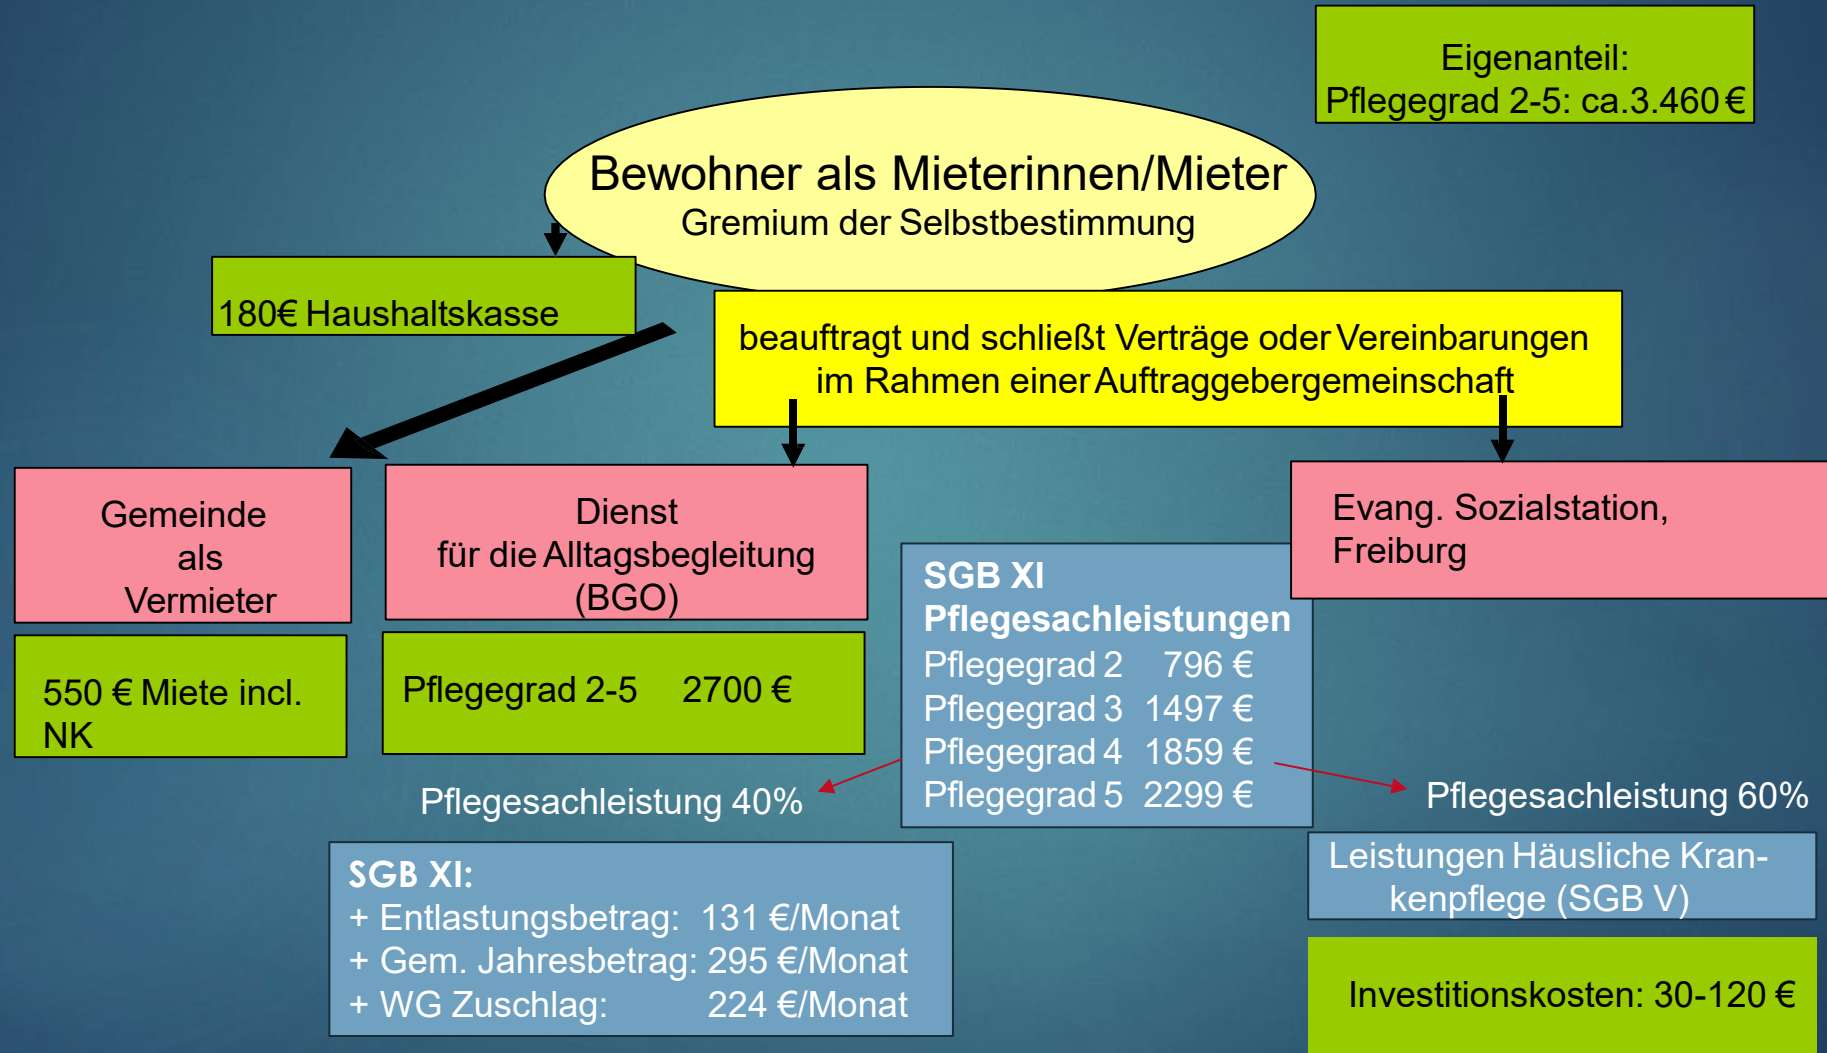 Eigenanteil:
Pflegegrad 2-5: ca.3.460 €
Bewohner als Mieterinnen/Mieter
Gremium der Selbstbestimmung
180€ Haushaltskasse
beauftragt und schließt Verträge oder Vereinbarungen
im Rahmen einer Auftraggebergemeinschaft
Gemeinde
als
Vermieter
550 € Miete incl.
NK
Dienst
für die Alltagsbegleitung
(BGO)
Pflegegrad 2-5 2700 €
Evang. Sozialstation,
Freiburg
SGB XI
Pflegesachleistungen
Pflegegrad 2 796 €
Pflegegrad 3 1497 €
Pflegegrad 4 1859 €
Pflegegrad 5 2299 €
Pflegesachleistung 40%
Pflegesachleistung 60%
SGB XI:
+ Entlastungsbetrag: 131 €/Monat
+ Gem. Jahresbetrag: 295 €/Monat
+ WG Zuschlag: 224 €/Monat
Leistungen Häusliche Kran-
kenpflege (SGB V)
Investitionskosten: 30-120 €